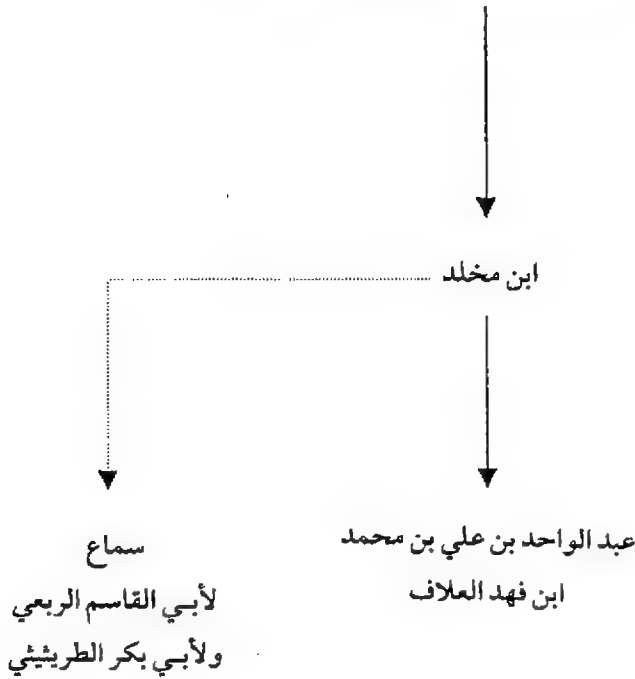 ابن مخلد
عبد الواحد بن علي بن محمد
ابن فهد العلاف
سماع
لأبي القاسم الربعي
ولأبي بكر الطريثيثي